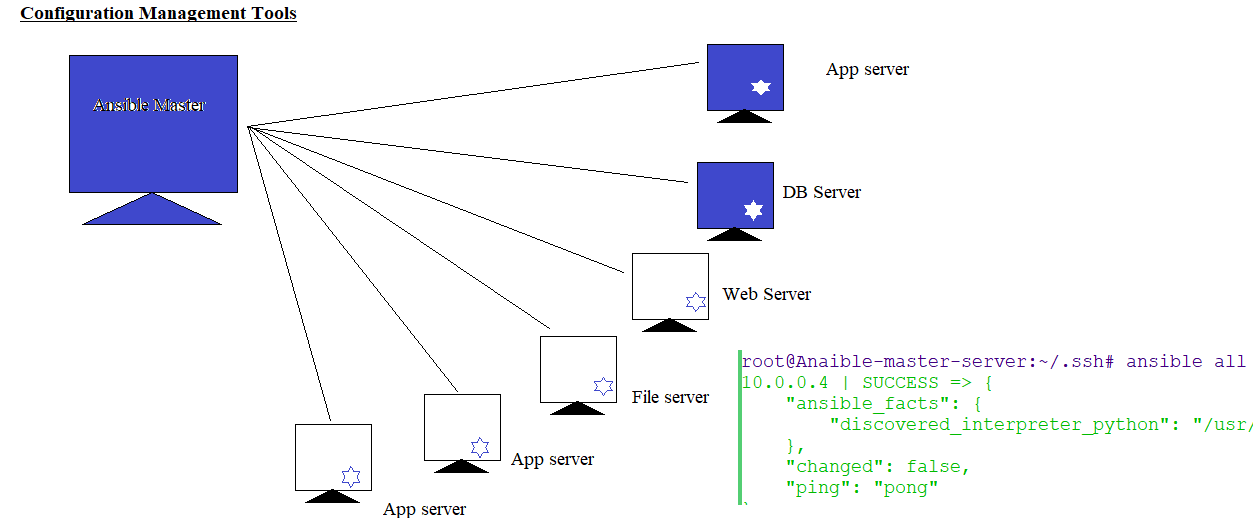 Configuration Management Tools
Ansible Master
App server
DB Server
Web Server
File server
App server
App server
root@Anaible-master-server:~/.ssh# ansible all
10.0.0.4 | SUCCESS => {
    "ansible_facts": {
        "discovered_interpreter_python": "/usr/
    },
    "changed": false,
    "ping": "pong"